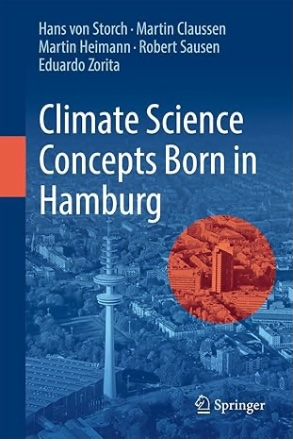 Hans von Storch · Martin Claussen
Martin Heimann · Robert Sausen
Eduardo Zorita
Climate Science
Concepts Born in
Hamburg
Springer